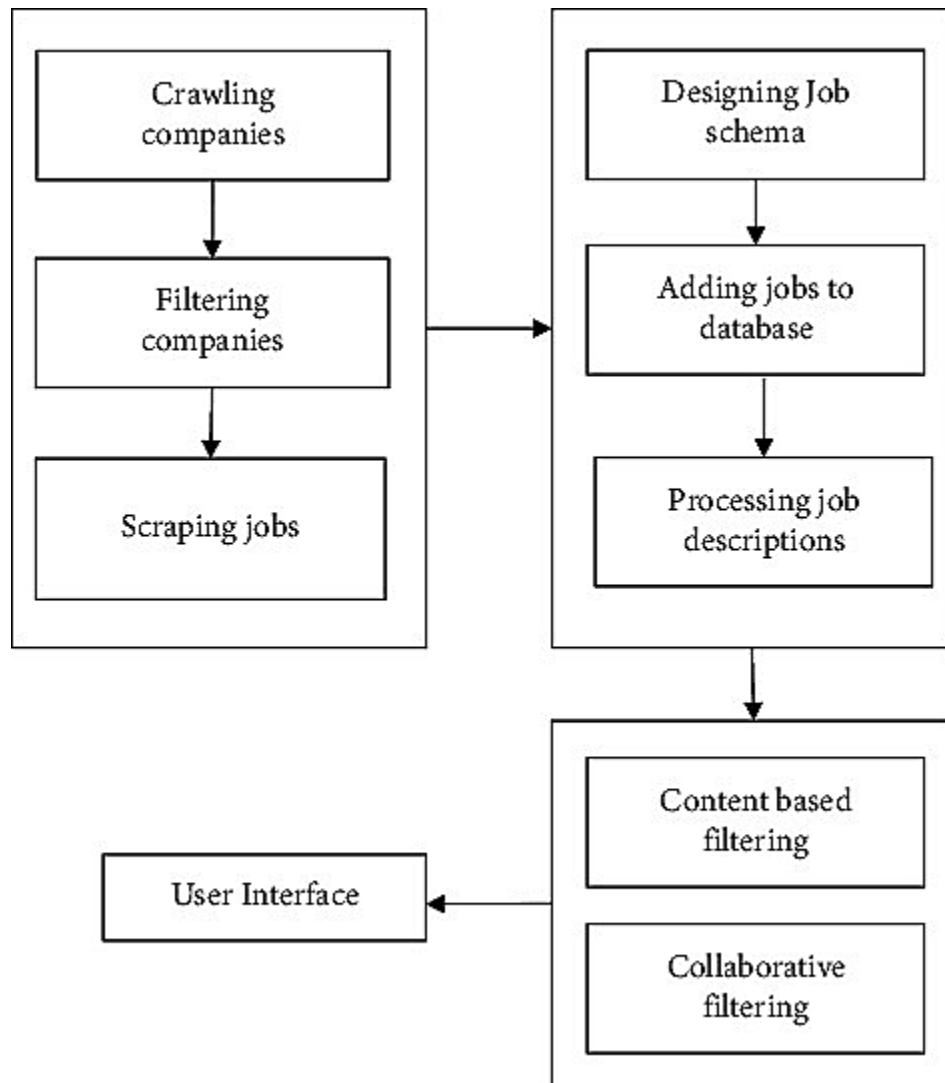 Crawling
companies
Filtering
companies
Scraping jobs
Designing Job
schema
Adding jobs to
database
Processing job
descriptions
Content based
filtering
Collaborative
filtering
User Interface